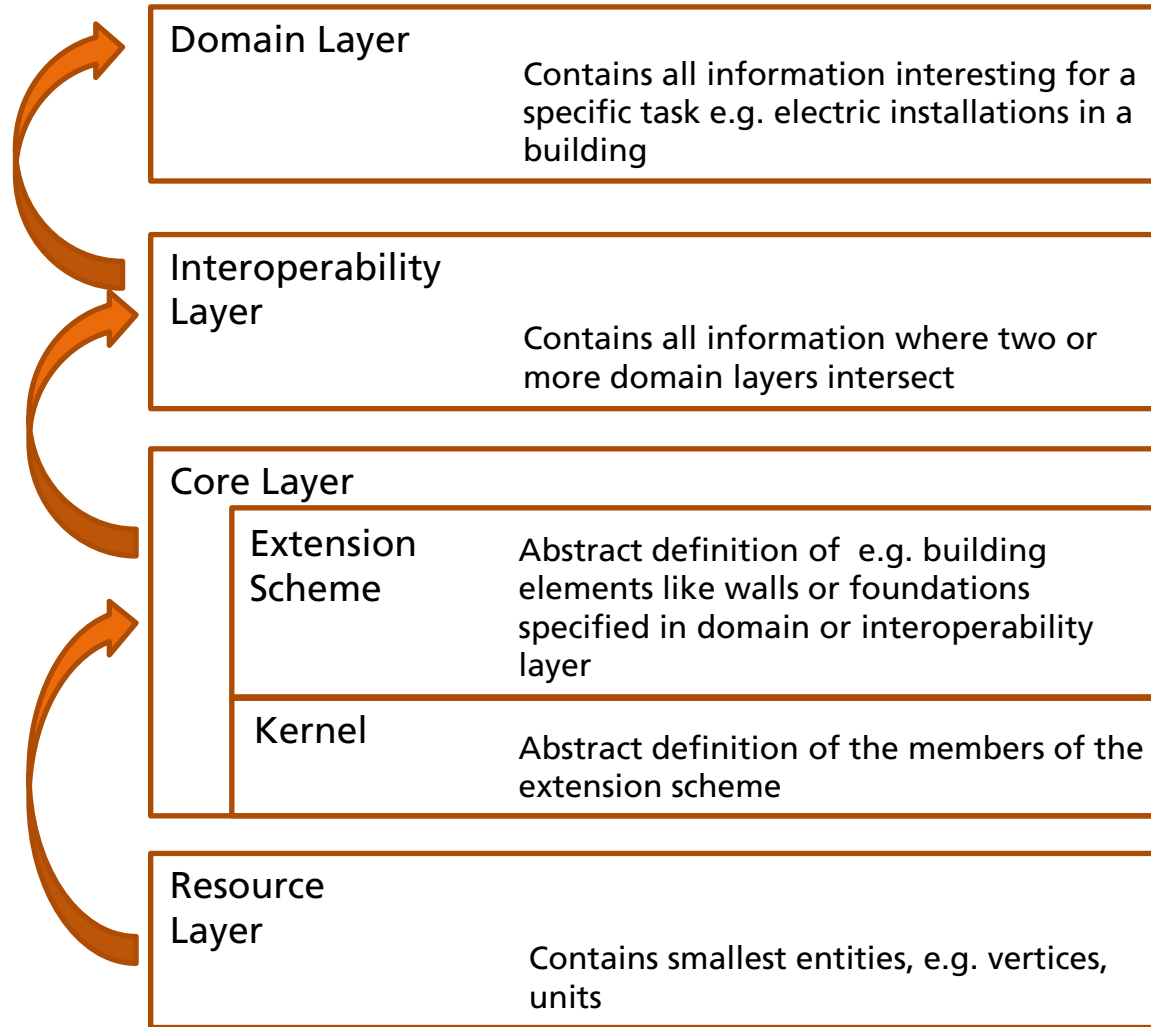 Domain Layer
Contains all information interesting for a
specific task e.g. electric installations in a
building
Interoperability
Layer
Contains all information where two or
more domain layers intersect
Core Layer
Extension
Scheme
Abstract definition of  e.g. building
elements like walls or foundations
specified in domain or interoperability
layer
Kernel
Abstract definition of the members of the
extension scheme
Resource
Layer
Contains smallest entities, e.g. vertices,
units